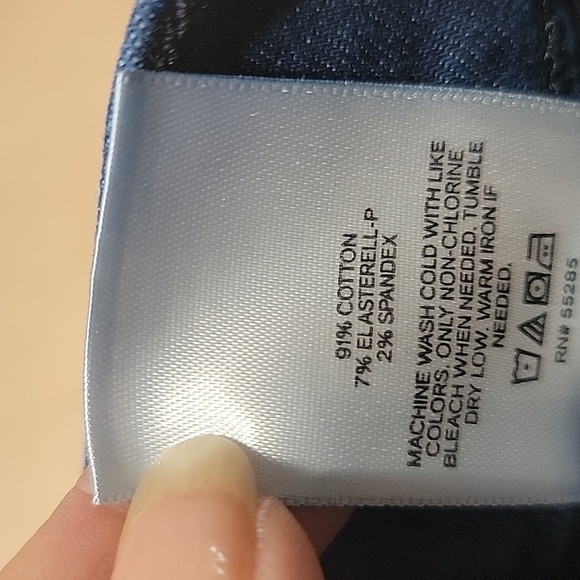 91% COTTON
7% ELASTERELL-P
2% SPANDEX
MACHINE WASH COLD WITH LIKE
COLORS. ONLY NON-CHLORINE
BLEACH WHEN NEEDED. TUMBLE
DRY LOW. WARM IRON IF
NEEDED.
RN# 55285